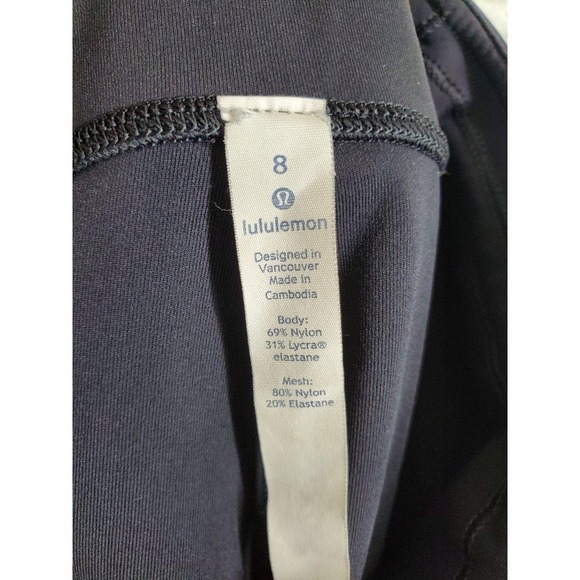 8
lululemon
Designed in
Vancouver
Made in
Cambodia
Body:
69% Nylon
31% Lycra®
elastane
Mesh:
80% Nylon
20% Elastane